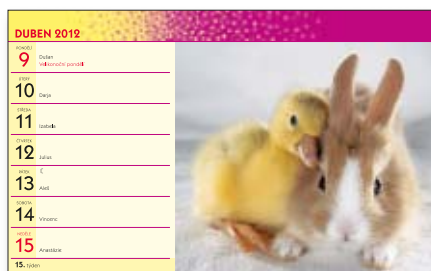 DUBEN 2012
PONDĚLÍ
9
Dušan
Velikonoční pondělí
ÚTERÝ
10
Darja
STŘEDA
11
Izabela
ČTVRTEK
12
Julius
PÁTEK
13
Aleš
SOBOTA
14
Vincenc
NEDĚLE
15
Anastázie
15. týden